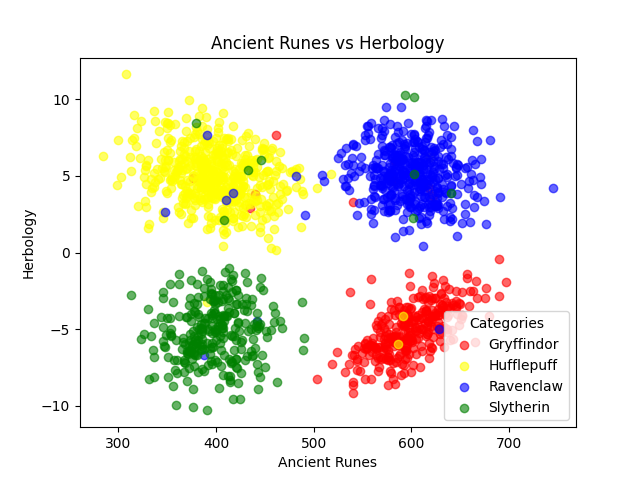 Ancient Runes vs Herbology
10
5
0
−5
−10
Herbology
300
400
500
600
700
Ancient Runes
Categories
Gryffindor
Hufflepuff
Ravenclaw
Slytherin